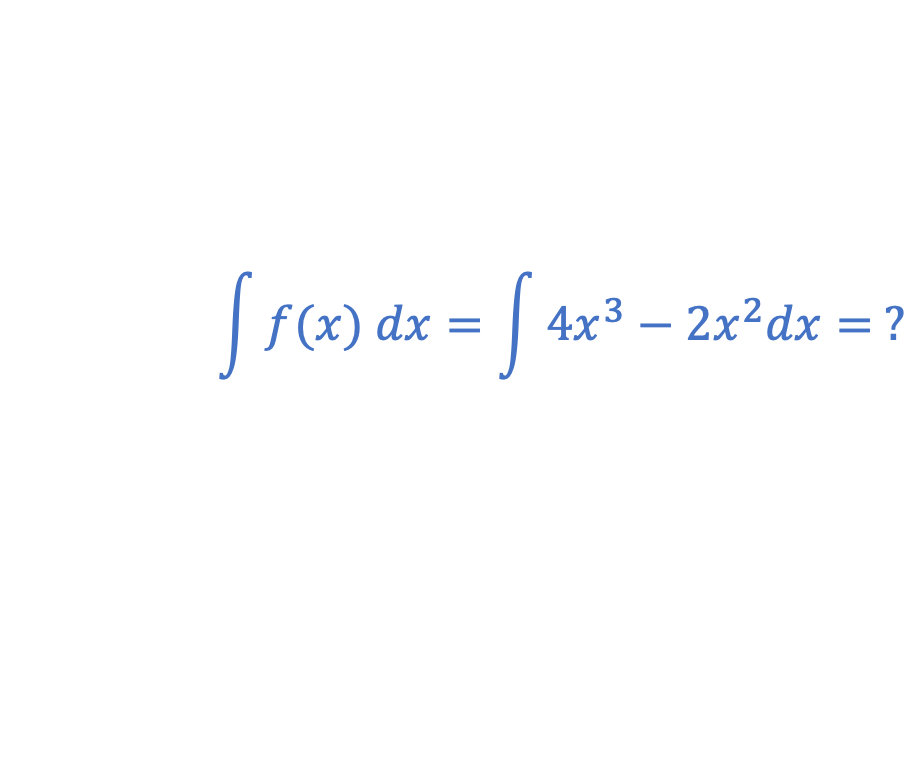 ∫ f(x) dx = ∫ 4x³ − 2x²dx = ?